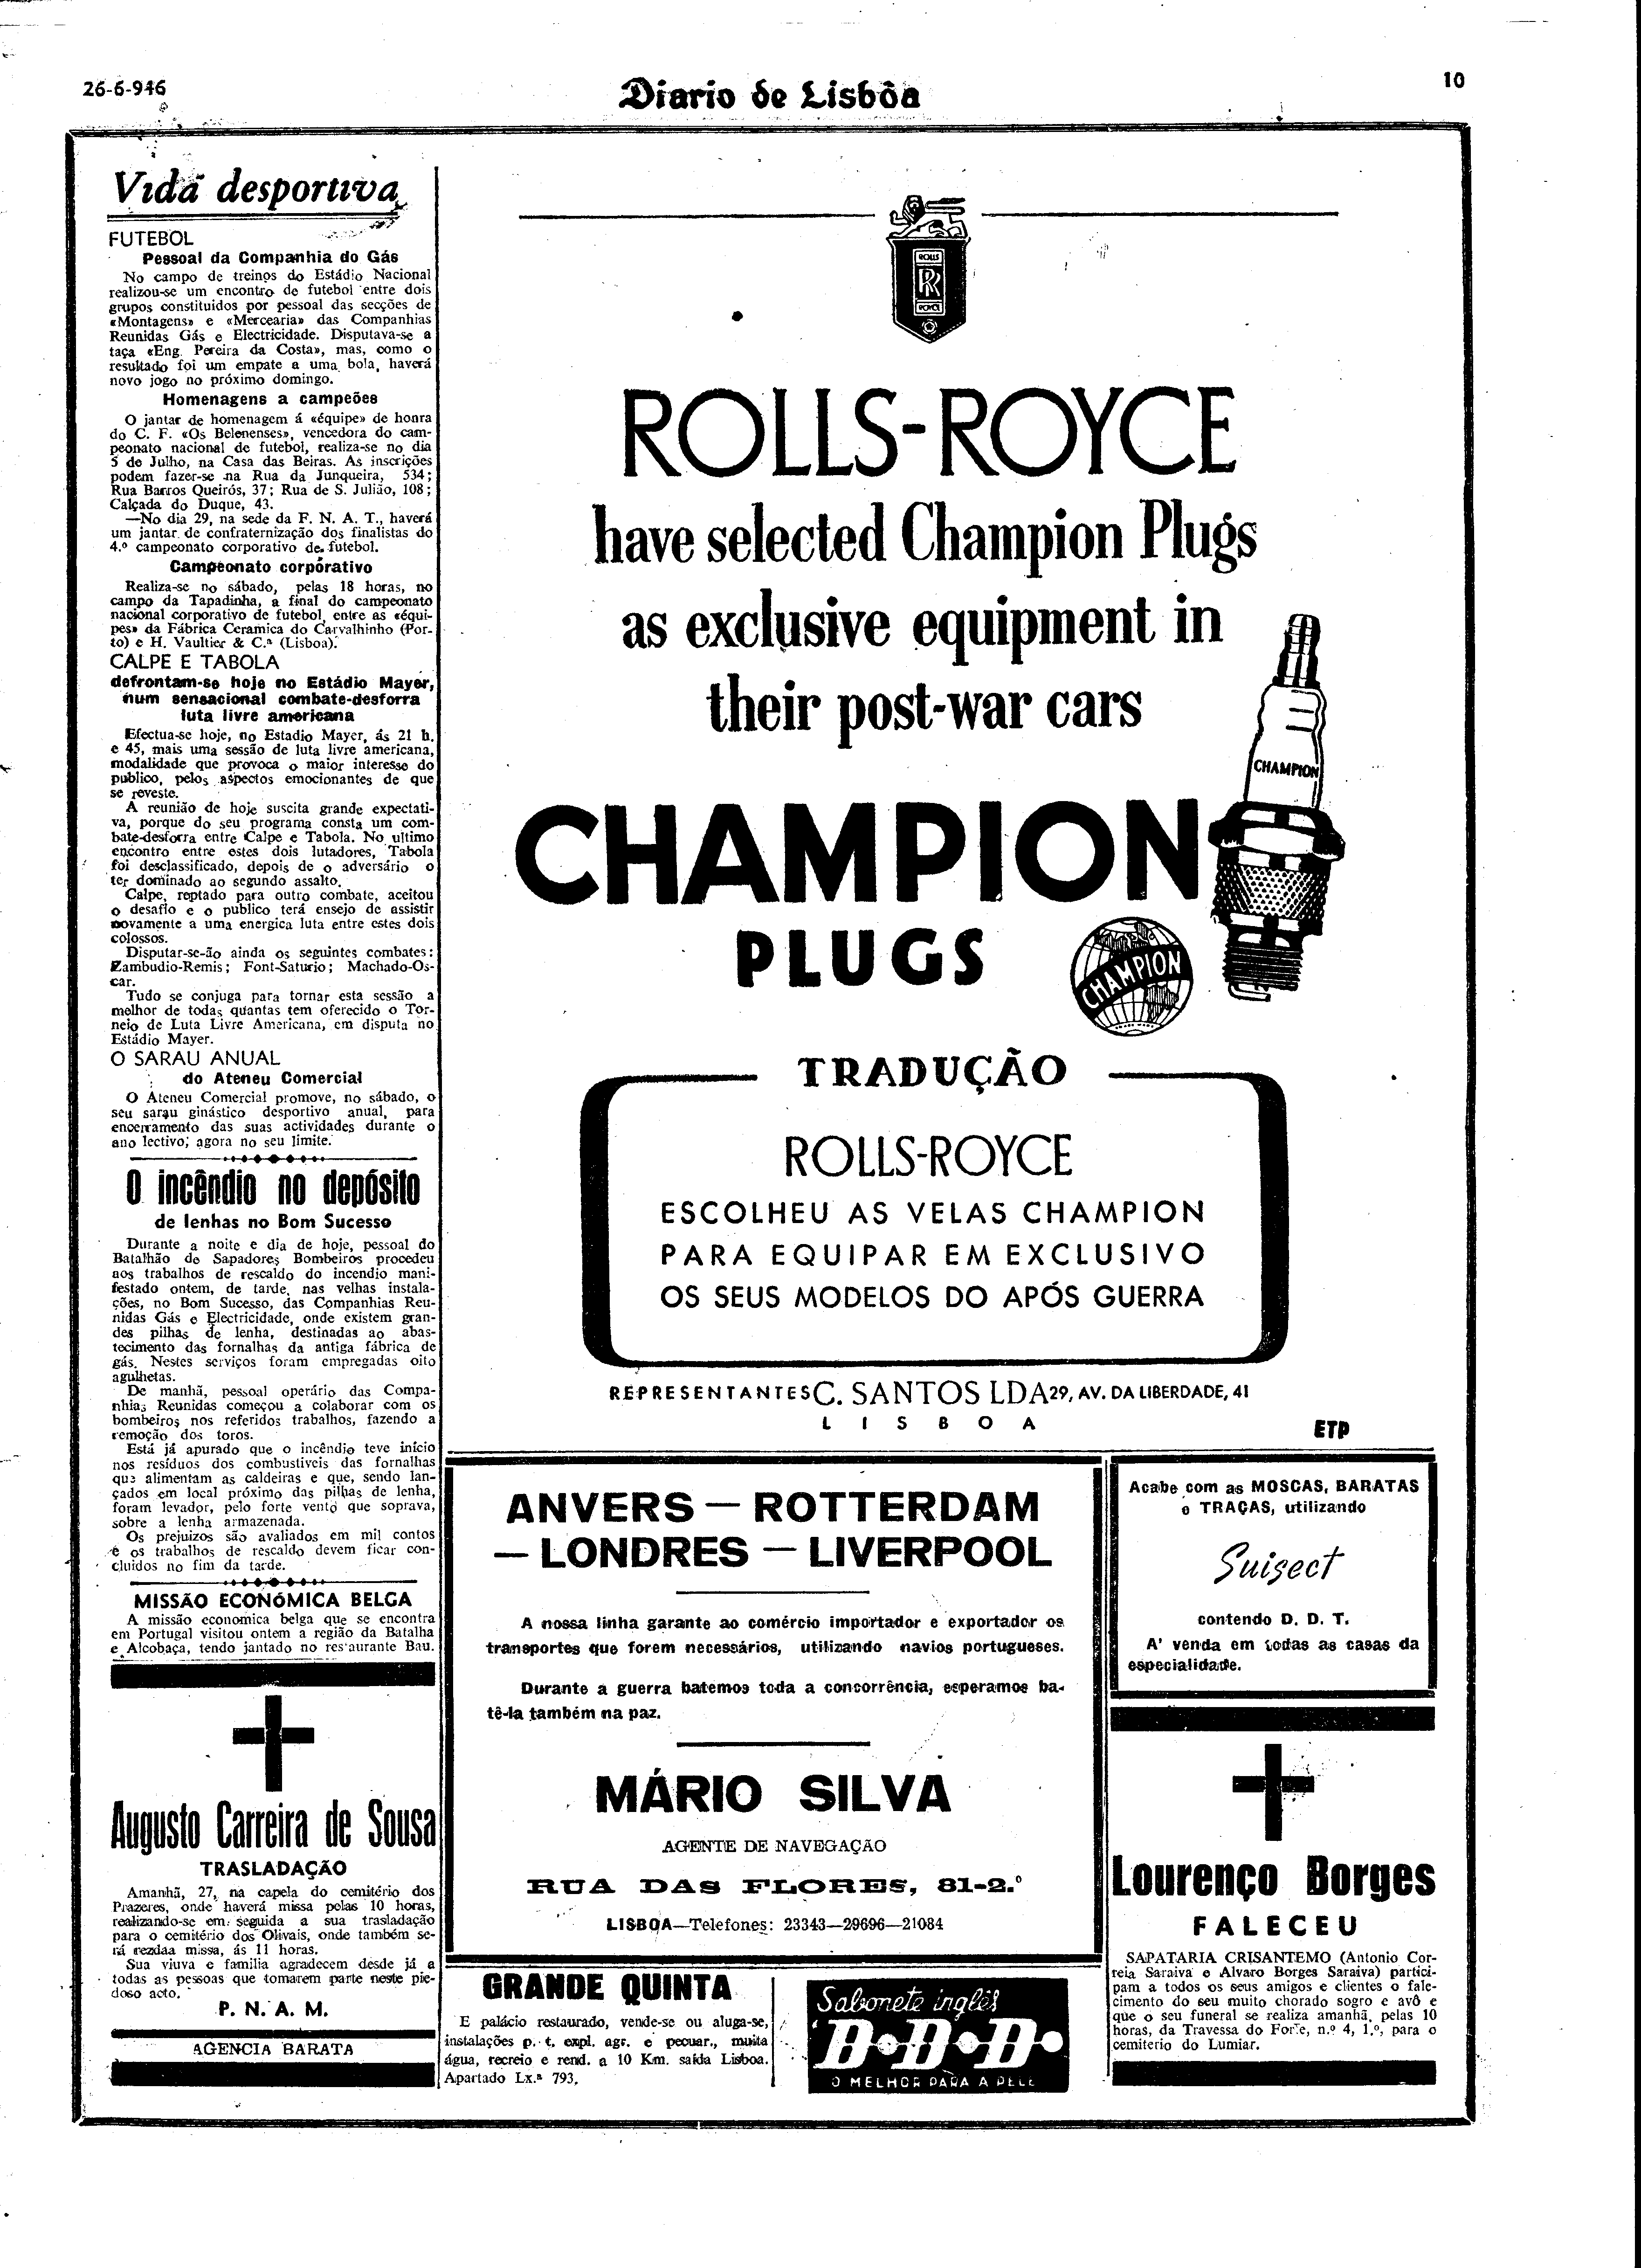 26-6-946
Diario de Lisbôa
10
Vida desportiva
FUTEBOL
Pessoal da Companhia do Gás
No campo de treinos do Estádio Nacional
realizou-se um encontro de futebol entre dois
grupos constituidos por pessoal das secções de
«Montagens» e «Mercearia» das Companhias
Reunidas Gás e Electricidade. Disputava-se a
taça «Eng. Pereira da Costa», mas, como o
resultado foi um empate a uma bola, haverá
novo jogo no próximo domingo.
Homenagens a campeões
O jantar de homenagem á «équipe» de honra
do C. F. «Os Belenenses», vencedora do cam-
peonato nacional de futebol, realiza-se no dia
5 de Julho, na Casa das Beiras. As inscrições
podem fazer-se na Rua da Junqueira, 534;
Rua Barros Queirós, 37; Rua de S. Julião, 108;
Calçada do Duque, 43.
—No dia 29, na sede da F. N. A. T., haverá
um jantar de confraternização dos finalistas do
4.º campeonato corporativo de futebol.
Campeonato corporativo
Realiza-se no sábado, pelas 18 horas, no
campo da Tapadinha, a final do campeonato
nacional corporativo de futebol, entre as «équi-
pes» da Fábrica Ceramica do Carvalhinho (Por-
to) e H. Vaultier & C.ª (Lisboa).
CALPE E TABOLA
defrontam-se hoje no Estádio Mayer,
num sensacional combate-desforra
luta livre americana
Efectua-se hoje, no Estadio Mayer, ás 21 h.
e 45, mais uma sessão de luta livre americana,
modalidade que provoca o maior interesse do
publico, pelos aspectos emocionantes de que
se reveste.
A reunião de hoje suscita grande expectati-
va, porque do seu programa consta um com-
bate-desforra entre Calpe e Tabola. No ultimo
encontro entre estes dois lutadores, Tabola
foi desclassificado, depois de o adversário o
ter dominado ao segundo assalto.
Calpe, reptado para outro combate, aceitou
o desafio e o publico terá ensejo de assistir
novamente a uma energica luta entre estes dois
colossos.
Disputar-se-ão ainda os seguintes combates:
Zambudio-Remis; Font-Saturio; Machado-Os-
car.
Tudo se conjuga para tornar esta sessão a
melhor de todas quantas tem oferecido o Tor-
neio de Luta Livre Americana, em disputa no
Estádio Mayer.
O SARAU ANUAL
do Ateneu Comercial
O Ateneu Comercial promove, no sábado, o
seu sarau ginástico desportivo anual, para
encerramento das suas actividades durante o
ano lectivo; agora no seu limite.
O incêndio no depósito
de lenhas no Bom Sucesso
Durante a noite e dia de hoje, pessoal do
Batalhão de Sapadores Bombeiros procedeu
aos trabalhos de rescaldo do incendio mani-
festado ontem, de tarde, nas velhas instala-
ções, no Bom Sucesso, das Companhias Reu-
nidas Gás e Electricidade, onde existem gran-
des pilhas de lenha, destinadas ao abas-
tecimento das fornalhas da antiga fábrica de
gás. Nestes serviços foram empregadas oito
agulhetas.
De manhã, pessoal operário das Compa-
nhias Reunidas começou a colaborar com os
bombeiros nos referidos trabalhos, fazendo a
remoção dos toros.
Está já apurado que o incêndio teve início
nos resíduos dos combustíveis das fornalhas
que alimentam as caldeiras e que, sendo lan-
çados em local próximo das pilhas de lenha,
foram levador, pelo forte vento que soprava,
sobre a lenha armazenada.
Os prejuizos são avaliados em mil contos
e os trabalhos de rescaldo devem ficar con-
cluidos no fim da tarde.
MISSÃO ECONÓMICA BELGA
A missão economica belga que se encontra
em Portugal visitou ontem a região da Batalha
e Alcobaça, tendo jantado no restaurante Bau.
Augusto Carreira de Sousa
TRASLADAÇÃO
Amanhã, 27, na capela do cemitério dos
Prazeres, onde haverá missa pelas 10 horas,
realizando-se em seguida a sua trasladação
para o cemitério dos Olivais, onde também se-
rá rezdaa missa, ás 11 horas.
Sua viuva e familia agradecem desde já a
todas as pessoas que tomarem parte neste pie-
doso acto.
P. N. A. M.
AGENCIA BARATA
ROLLS
RR
ROYCE
ROLLS-ROYCE
have selected Champion Plugs
as exclusive equipment in
their post-war cars
CHAMPION
CHAMPION
PLUGS
CHAMPION
TRADUÇÃO
ROLLS-ROYCE
ESCOLHEU AS VELAS CHAMPION
PARA EQUIPAR EM EXCLUSIVO
OS SEUS MODELOS DO APÓS GUERRA
REPRESENTANTES C. SANTOS LDA 29, AV. DA LIBERDADE, 41
LISBOA
ETP
ANVERS — ROTTERDAM
— LONDRES — LIVERPOOL
A nossa linha garante ao comércio importador e exportador os
transportes que forem necessários, utilizando navios portugueses.
Durante a guerra batemos toda a concorrência, esperamos ba-
tê-la também na paz.
MÁRIO SILVA
AGENTE DE NAVEGAÇÃO
RUA DAS FLORES, 81-2.º
LISBOA—Telefones: 23343—29696—21084
GRANDE QUINTA
E palácio restaurado, vende-se ou aluga-se,
instalações p. t. expl. agr. e pecuar., muita
água, recreio e rend. a 10 Km. saída Lisboa.
Apartado Lx.ª 793.
Sabonete inglês
D.D.D.
O MELHOR PARA A PELE
Acabe com as MOSCAS, BARATAS
e TRAÇAS, utilizando
Suisect
contendo D. D. T.
A' venda em todas as casas da
especialidade.
Lourenço Borges
FALECEU
SAPATARIA CRISANTEMO (Antonio Cor-
reia Saraiva e Alvaro Borges Saraiva) partici-
pam a todos os seus amigos e clientes o fale-
cimento do seu muito chorado sogro e avô e
que o seu funeral se realiza amanhã, pelas 10
horas, da Travessa do Forte, n.º 4, 1.º, para o
cemiterio do Lumiar.